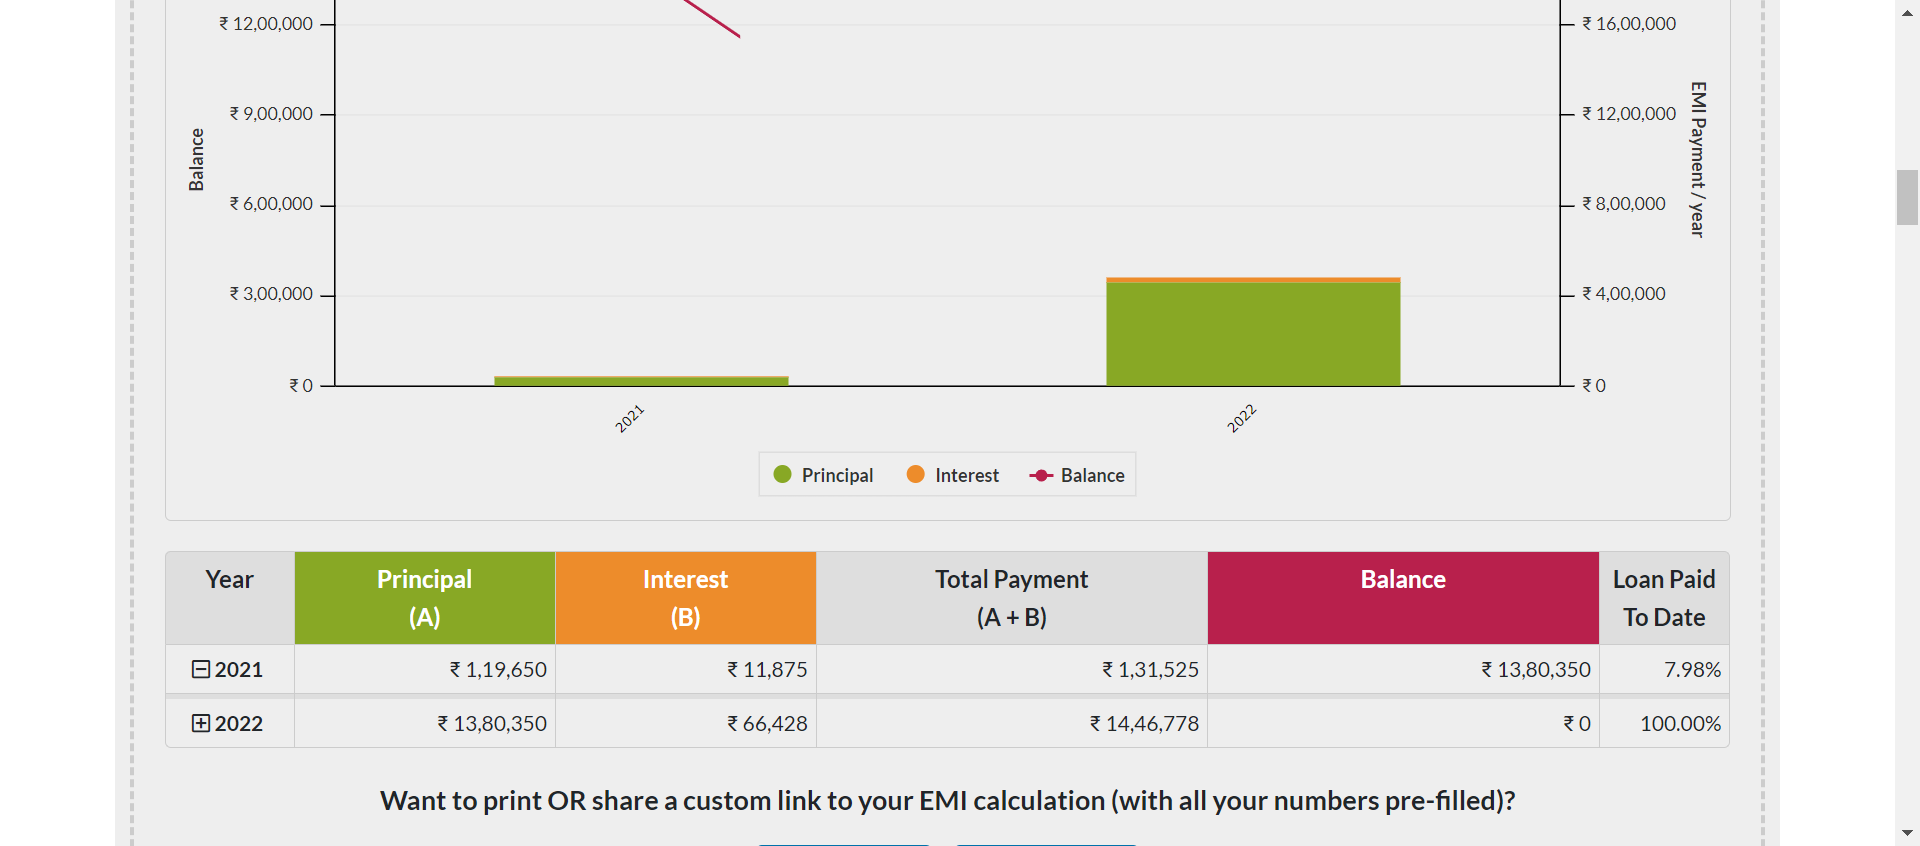 ₹ 12,00,000
₹ 16,00,000
₹ 9,00,000
₹ 12,00,000
Balance
EMI Payment / year
₹ 6,00,000
₹ 8,00,000
₹ 3,00,000
₹ 4,00,000
₹ 0
₹ 0
2021
2022
Principal Interest Balance
Year Principal Interest Total Payment Balance Loan Paid
(A) (B) (A + B) To Date
2021 ₹ 1,19,650 ₹ 11,875 ₹ 1,31,525 ₹ 13,80,350 7.98%
2022 ₹ 13,80,350 ₹ 66,428 ₹ 14,46,778 ₹ 0 100.00%
Want to print OR share a custom link to your EMI calculation (with all your numbers pre-filled)?